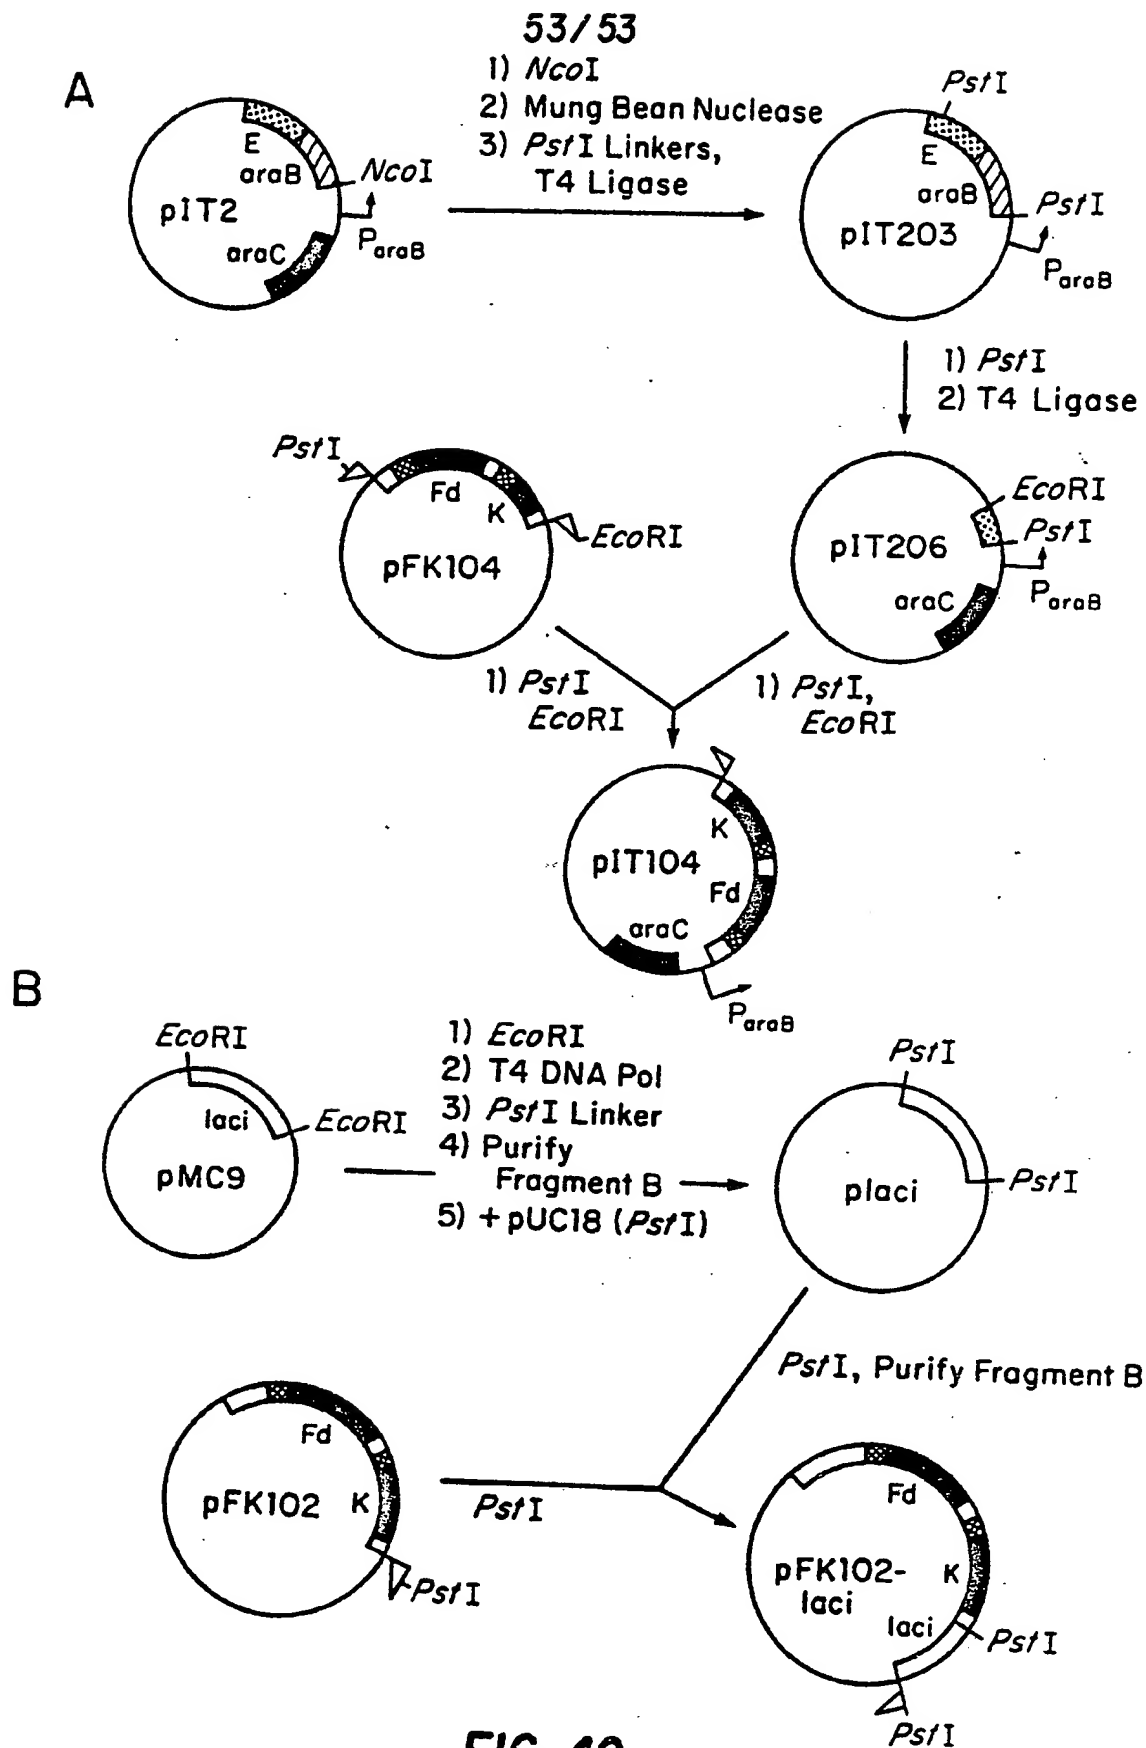 53/53
A
1) NcoI
2) Mung Bean Nuclease
3) PstI Linkers,
T4 Ligase
E
araB
NcoI
pIT2
araC
ParaB
PstI
E
araB
PstI
pIT203
ParaB
1) PstI
2) T4 Ligase
PstI
Fd
K
EcoRI
pFK104
EcoRI
PstI
pIT206
araC
ParaB
1) PstI
EcoRI
1) PstI,
EcoRI
K
pIT104
Fd
araC
ParaB
B
EcoRI
laci
EcoRI
pMC9
1) EcoRI
2) T4 DNA Pol
3) PstI Linker
4) Purify
Fragment B
5) + pUC18 (PstI)
PstI
PstI
placi
PstI, Purify Fragment B
Fd
pFK102
K
PstI
PstI
Fd
pFK102-
laci
K
laci
PstI
PstI